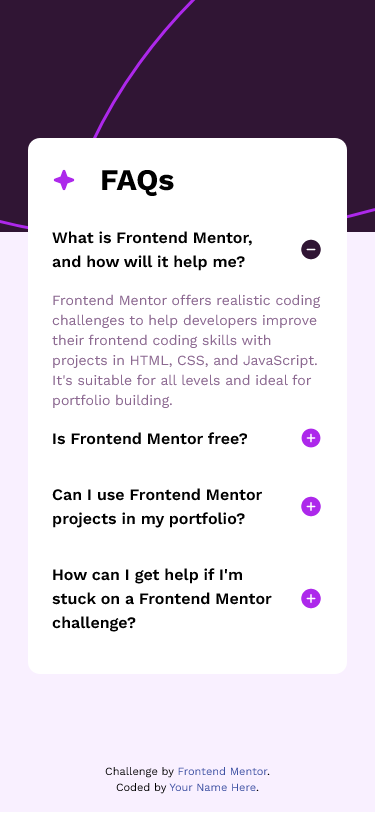 FAQs
What is Frontend Mentor,
and how will it help me?
Frontend Mentor offers realistic coding
challenges to help developers improve
their frontend coding skills with
projects in HTML, CSS, and JavaScript.
It's suitable for all levels and ideal for
portfolio building.
Is Frontend Mentor free?
Can I use Frontend Mentor
projects in my portfolio?
How can I get help if I'm
stuck on a Frontend Mentor
challenge?
Challenge by Frontend Mentor.
Coded by Your Name Here.